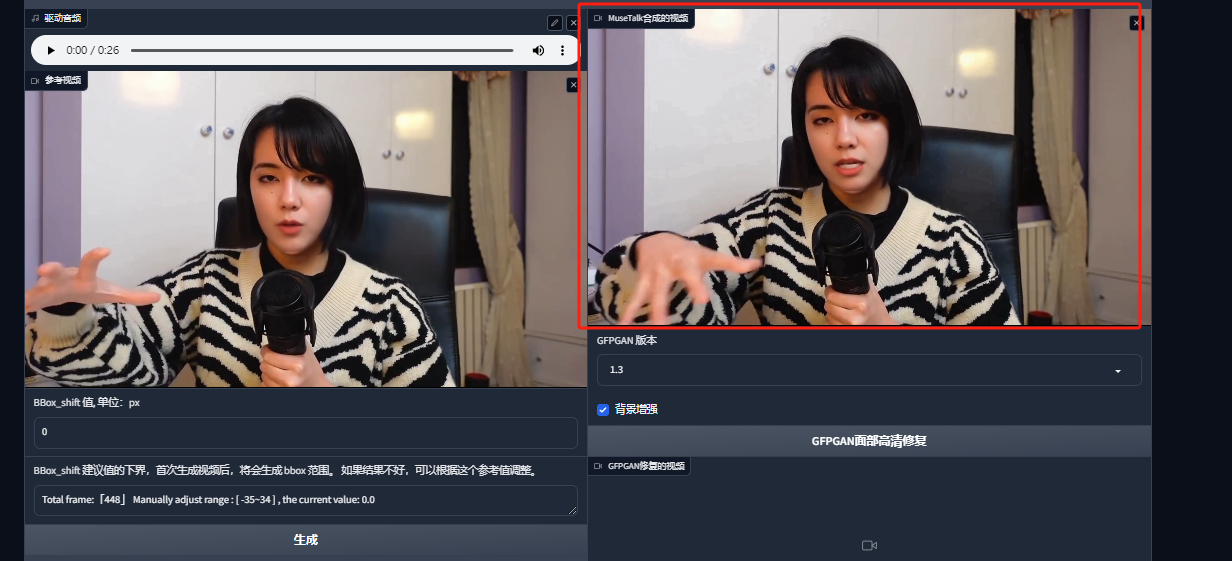 驱动音频
0:00 / 0:26
参考视频
BBox_shift 值, 单位：px
0
BBox_shift 建议值的下界，首次生成视频后，将会生成 bbox 范围。 如果结果不好，可以根据这个参考值调整。
Total frame:「448」 Manually adjust range : [ -35~34 ] , the current value: 0.0
生成
MuseTalk合成的视频
GFPGAN 版本
1.3
背景增强
GFPGAN面部高清修复
GFPGAN修复的视频